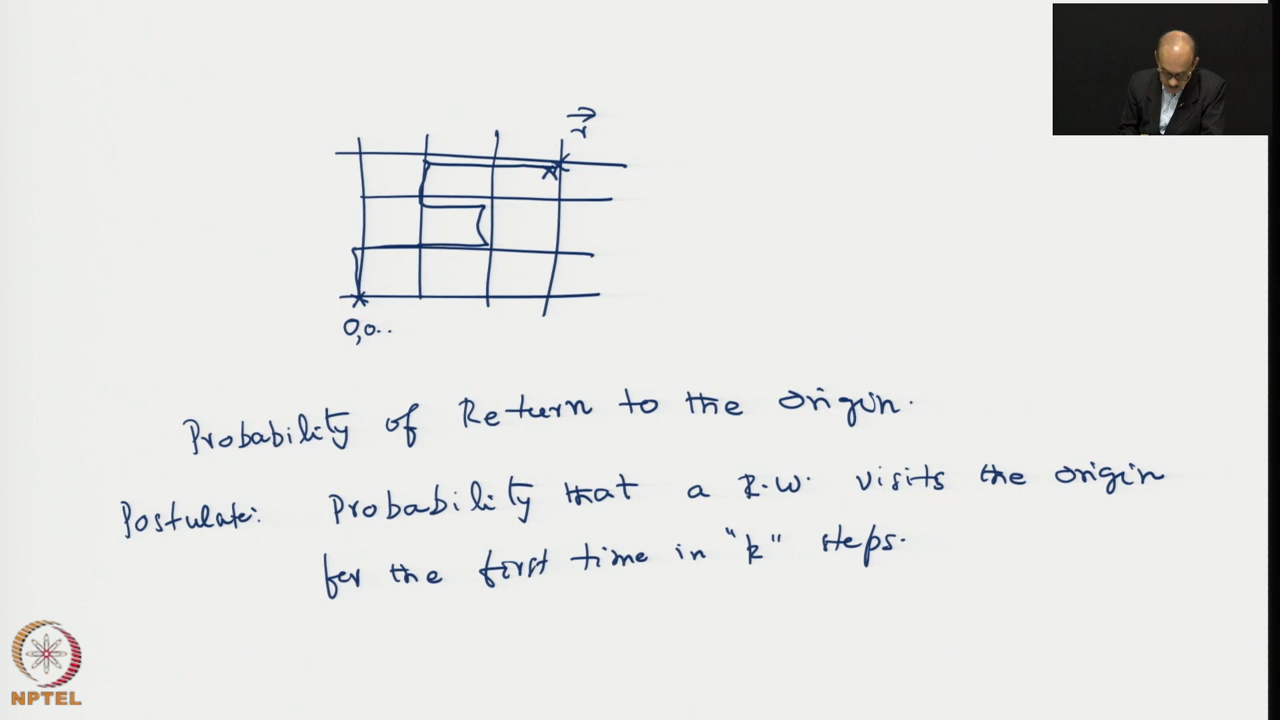 r
0,0..
Probability of Return to the origin.
Postulate: Probability that a R.W. visits the origin
for the first time in "k" steps.
NPTEL